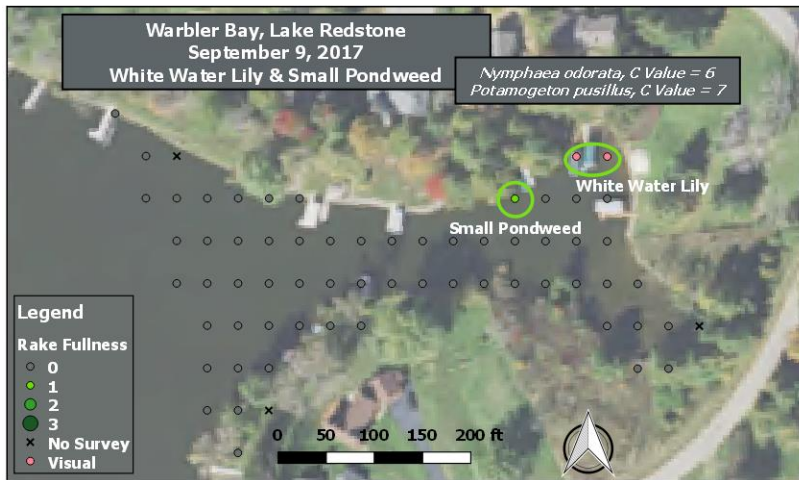 Warbler Bay, Lake Redstone
September 9, 2017
White Water Lily & Small Pondweed
Nymphaea odorata, C Value = 6
Potamogeton pusillus, C Value = 7
White Water Lily
Small Pondweed
Legend
Rake Fullness
0
1
2
3
× No Survey
Visual
0 50 100 150 200 ft